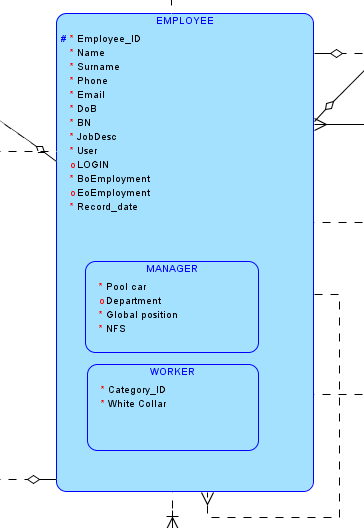 EMPLOYEE
# * Employee_ID
* Name
* Surname
* Phone
* Email
* DoB
* BN
* JobDesc
* User
o LOGIN
* BoEmployment
o EoEmployment
* Record_date
MANAGER
* Pool car
o Department
* Global position
* NFS
WORKER
* Category_ID
* White Collar